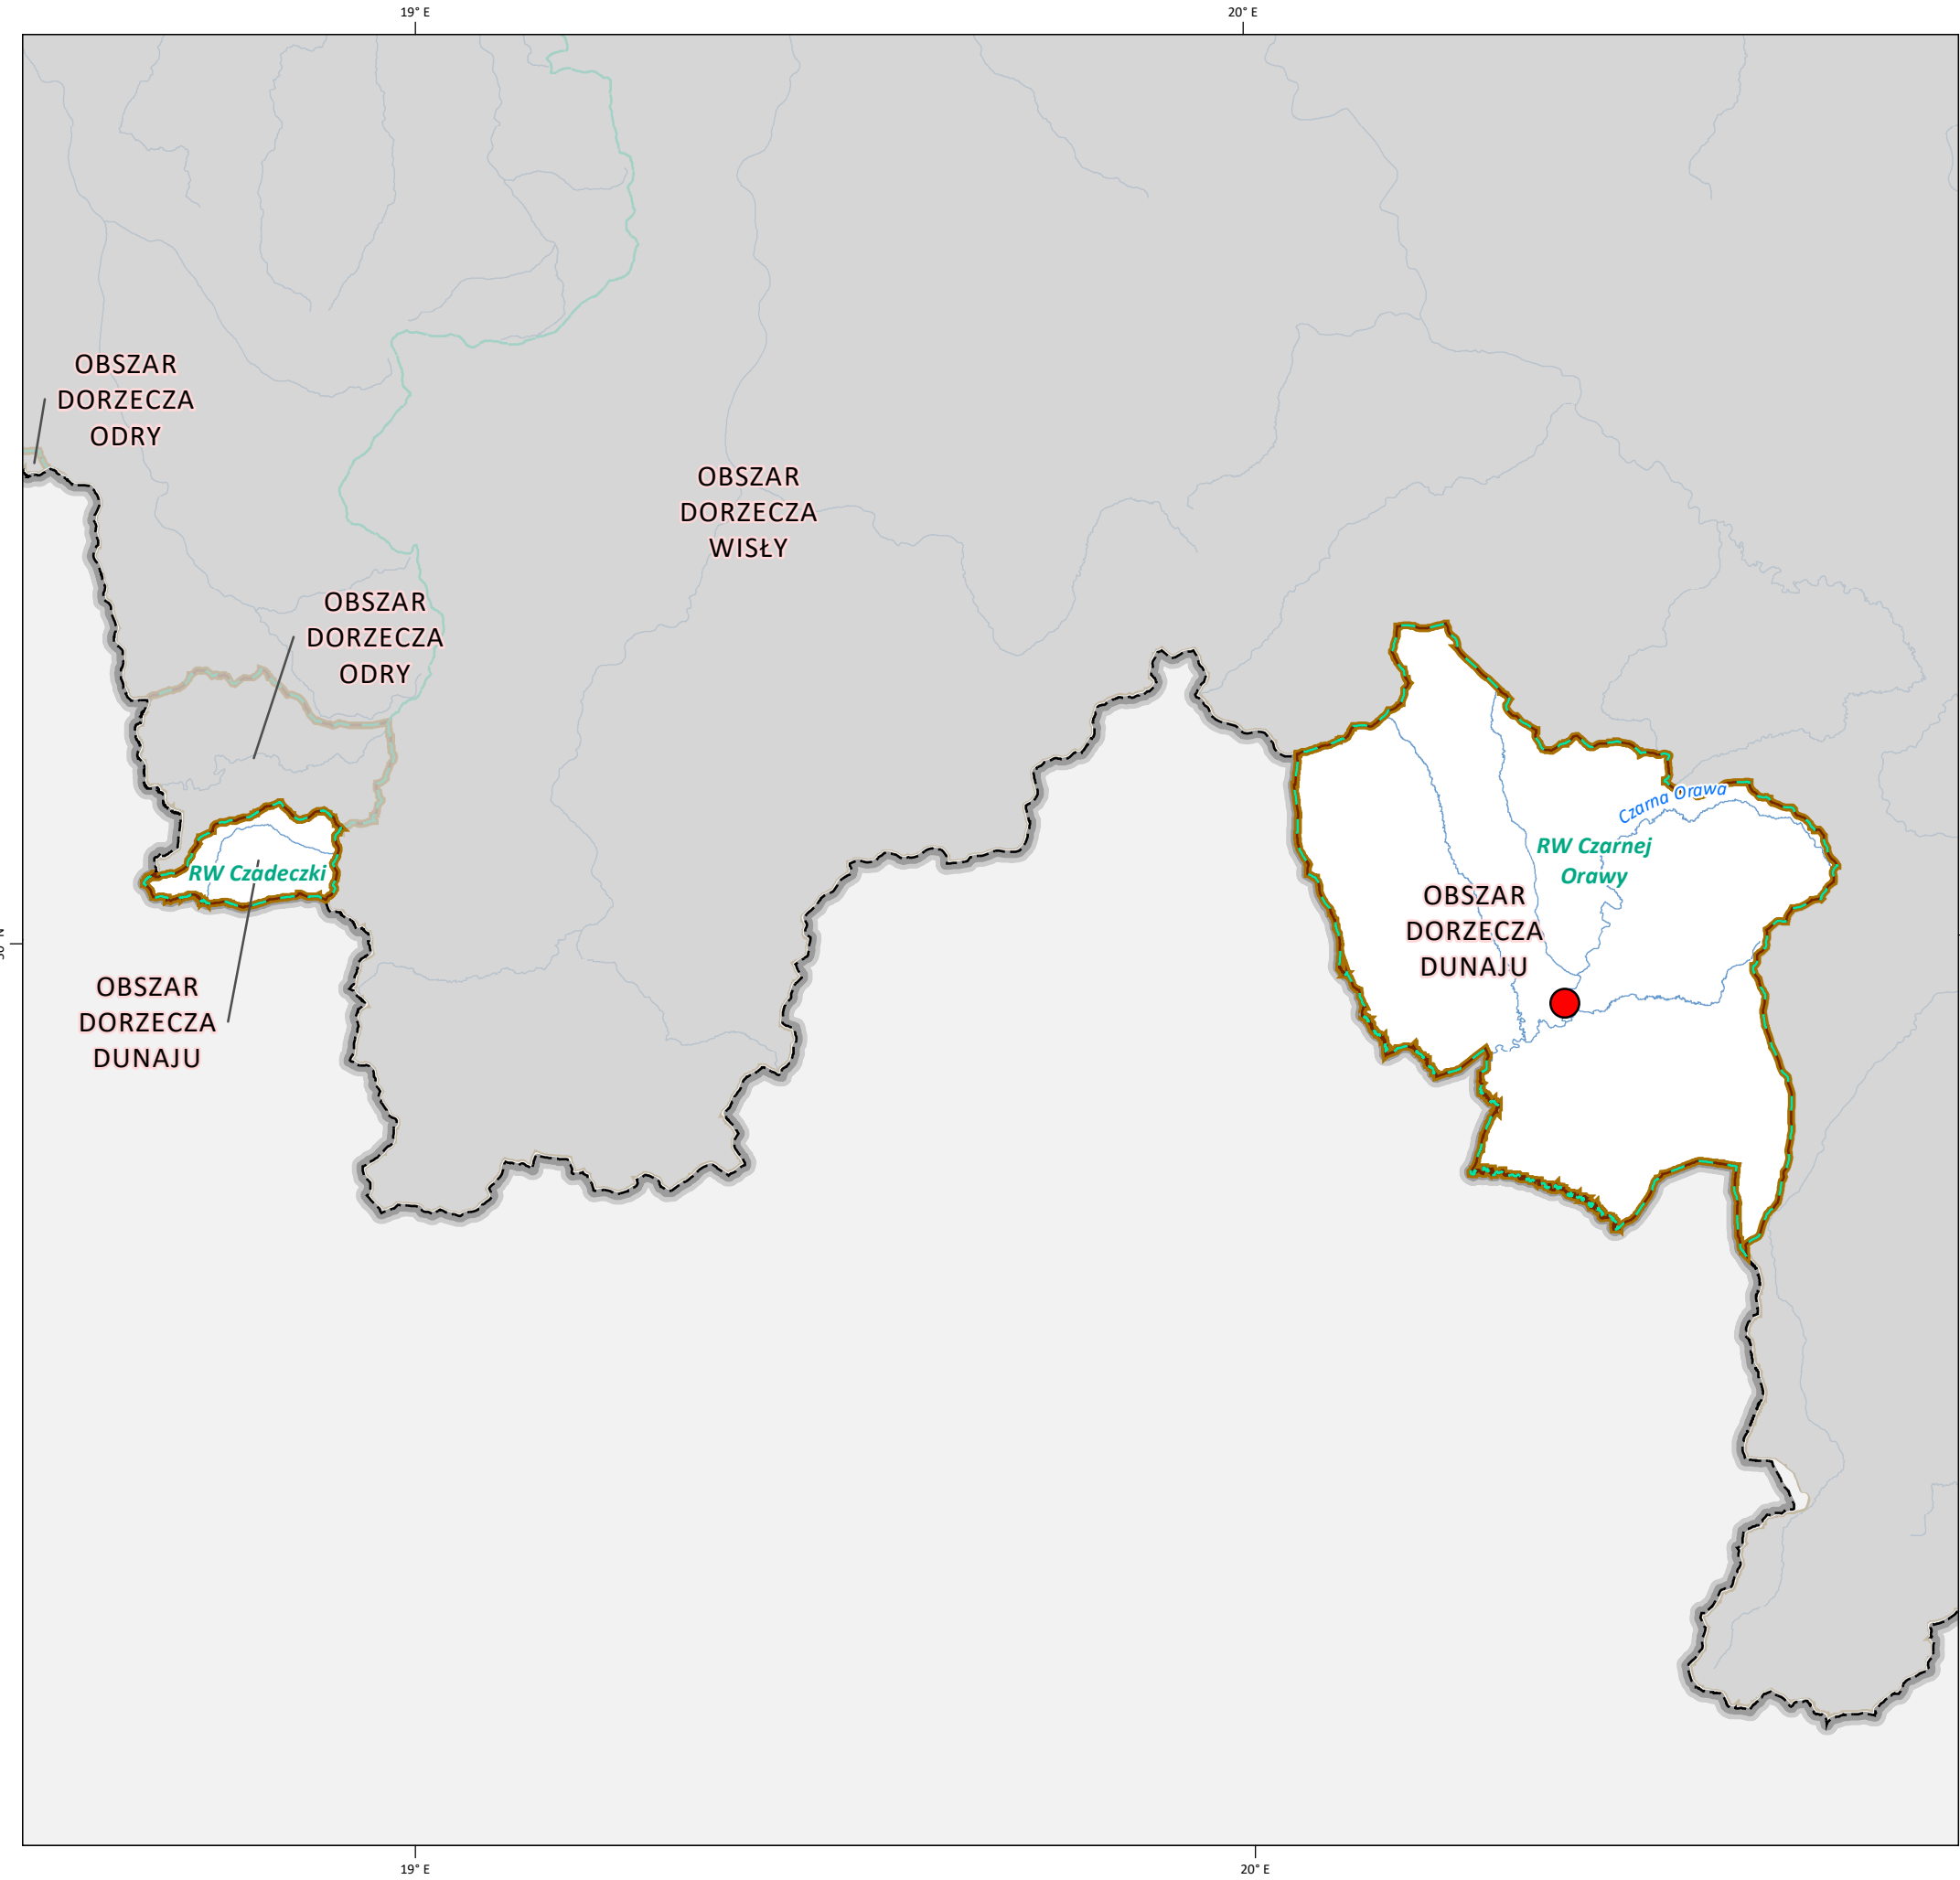 19° E
20° E
OBSZAR
DORZECZA
ODRY
OBSZAR
DORZECZA
WISŁY
OBSZAR
DORZECZA
ODRY
Czarna Orawa
RW Czarnej
Orawy
RW Czadeczki
OBSZAR
DORZECZA
DUNAJU
OBSZAR
DORZECZA
DUNAJU
19° E
20° E